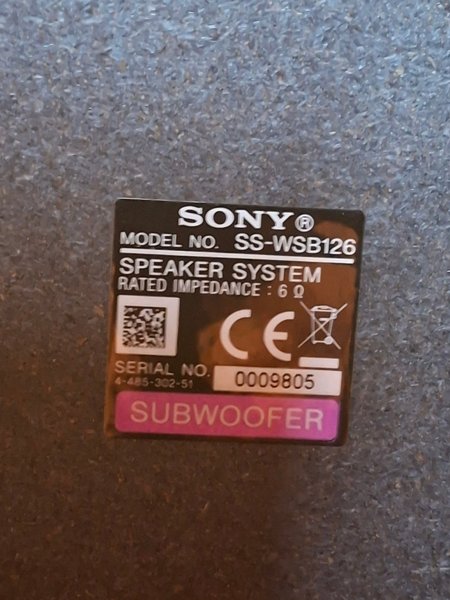 SONY®
MODEL NO. SS-WSB126
SPEAKER SYSTEM
RATED IMPEDANCE : 6 Ω
CE
SERIAL NO. 0009805
4-485-302-51
SUBWOOFER